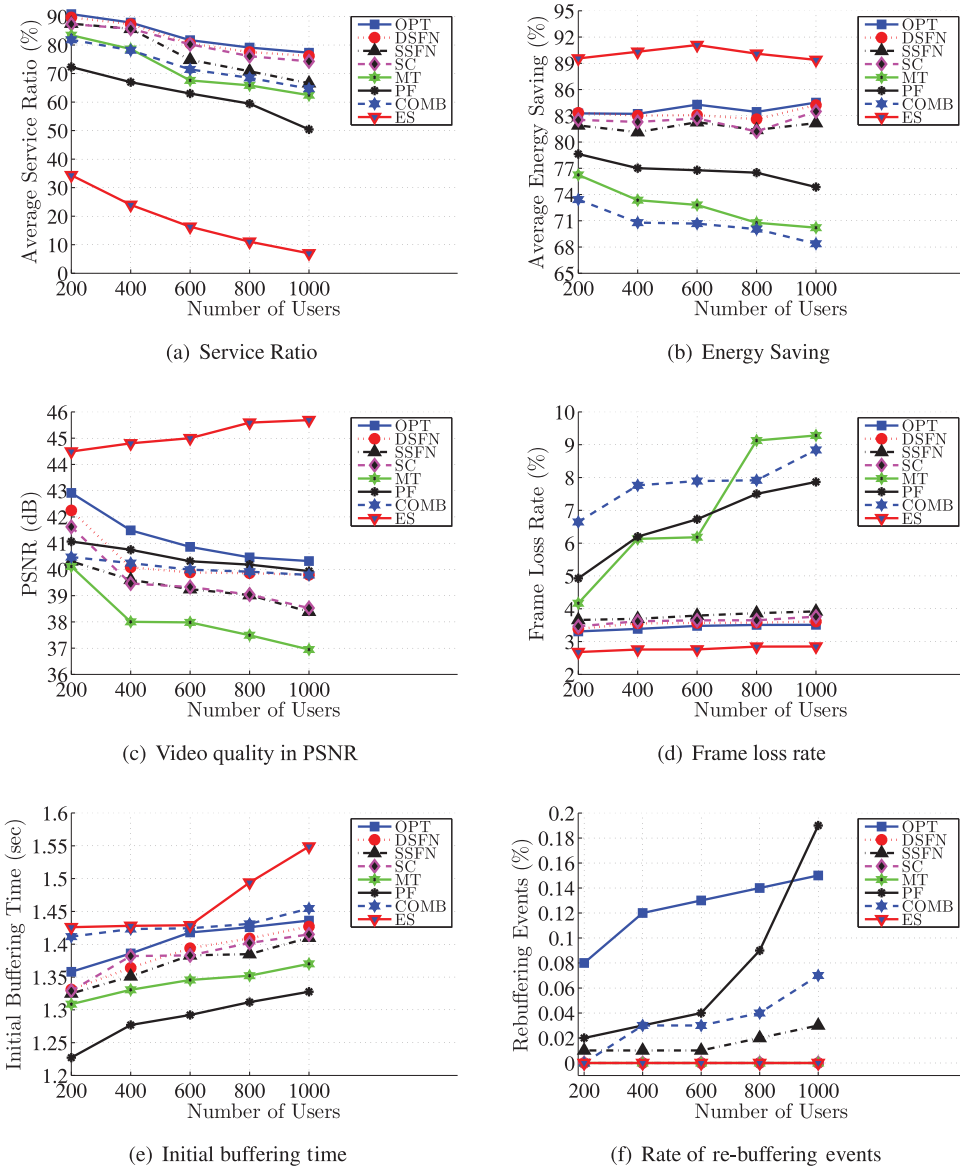 Average Service Ratio (%)
90
80
70
60
50
40
30
20
10
0
200 400 600 800 1000
Number of Users
OPT
DSFN
SSFN
SC
MT
PF
COMB
ES
(a) Service Ratio
Average Energy Saving (%)
95
92
89
86
83
80
77
74
71
68
65
200 400 600 800 1000
Number of Users
OPT
DSFN
SSFN
SC
MT
PF
COMB
ES
(b) Energy Saving
PSNR (dB)
46
45
44
43
42
41
40
39
38
37
36
200 400 600 800 1000
Number of Users
OPT
DSFN
SSFN
SC
MT
PF
COMB
ES
(c) Video quality in PSNR
Frame Loss Rate (%)
10
9
8
7
6
5
4
3
2
200 400 600 800 1000
Number of Users
OPT
DSFN
SSFN
SC
MT
PF
COMB
ES
(d) Frame loss rate
Initial Buffering Time (sec)
1.6
1.55
1.5
1.45
1.4
1.35
1.3
1.25
1.2
200 400 600 800 1000
Number of Users
OPT
DSFN
SSFN
SC
MT
PF
COMB
ES
(e) Initial buffering time
Rebuffering Events (%)
0.2
0.18
0.16
0.14
0.12
0.1
0.08
0.06
0.04
0.02
0
200 400 600 800 1000
Number of Users
OPT
DSFN
SSFN
SC
MT
PF
COMB
ES
(f) Rate of re-buffering events